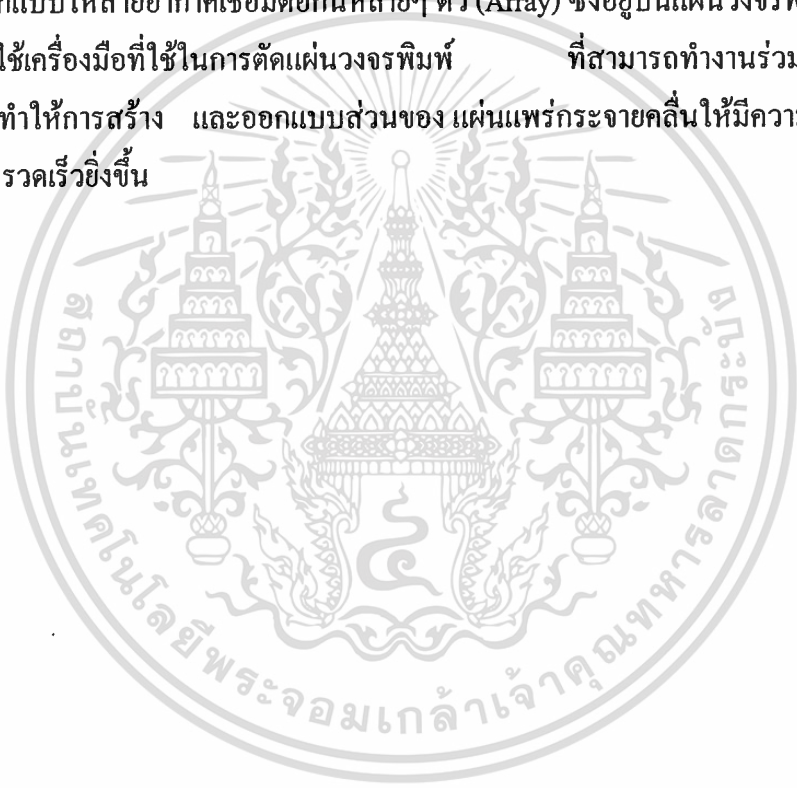 กแบบให้สายอากาศเชื่อมต่อกันหลายๆ ตัว (Array) ซึ่งอยู่บนแผ่นวงจรพิ
ใช้เครื่องมือที่ใช้ในการตัดแผ่นวงจรพิมพ์ ที่สามารถทำงานร่วม
ทำให้การสร้าง และออกแบบส่วนของ แผ่นแพร่กระจายคลื่นให้มีควา
รวดเร็วยิ่งขึ้น
สถาบันเทคโนโลยีพระจอมเกล้าเจ้าคุณทหารลาดกระบัง